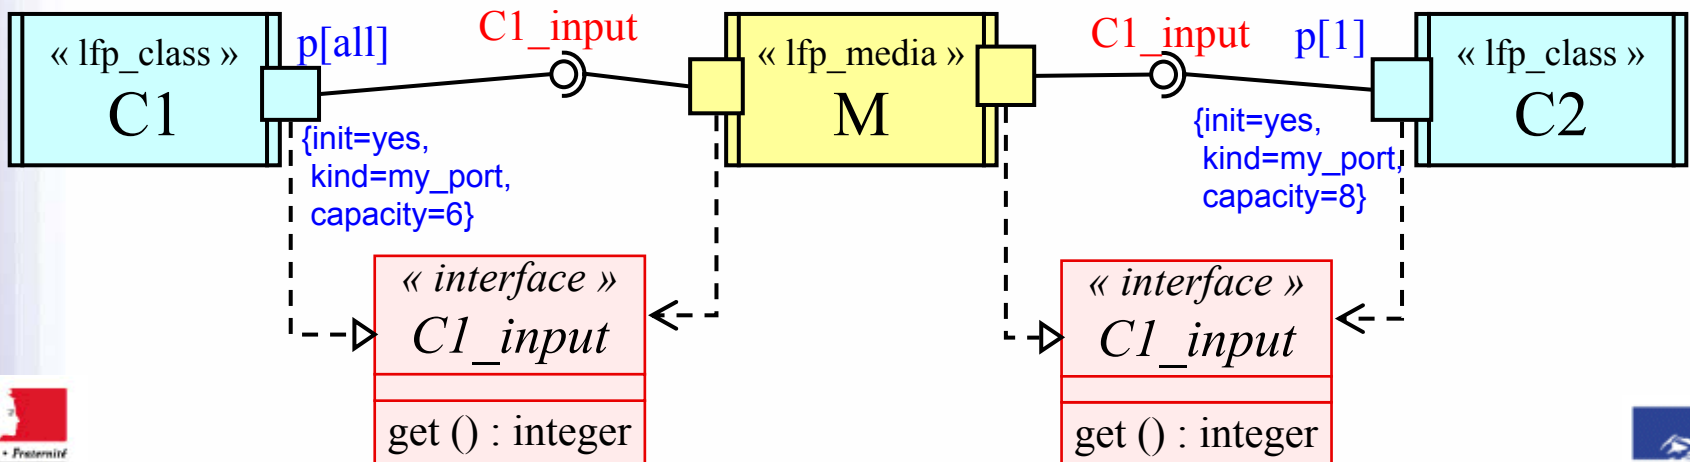 « lfp_class »
C1
p[all]
{init=yes,
kind=my_port,
capacity=6}
C1_input
« lfp_media »
M
C1_input
p[1]
{init=yes,
kind=my_port,
capacity=8}
« lfp_class »
C2
« interface »
C1_input
get () : integer
« interface »
C1_input
get () : integer
• Fraternité